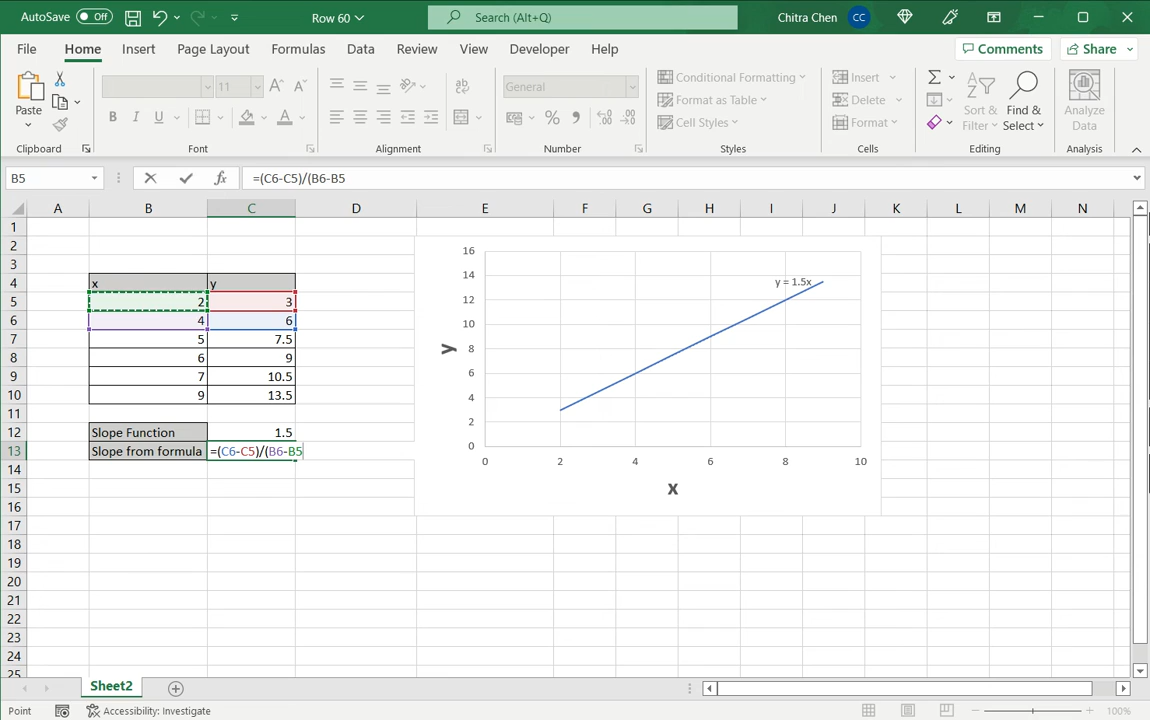 AutoSave Off Row 60 Search (Alt+Q) Chitra Chen CC
File Home Insert Page Layout Formulas Data Review View Developer Help Comments Share
Paste 11 General Conditional Formatting Format as Table Cell Styles Insert Delete Format Sort & Filter Find & Select Analyze Data
Clipboard Font Alignment Number Styles Cells Editing Analysis
B5 fx =(C6-C5)/(B6-B5
A B C D E F G H I J K L M N
1
2
3
4 x y
5 2 3
6 4 6
7 5 7.5
8 6 9
9 7 10.5
10 9 13.5
11
12 Slope Function 1.5
13 Slope from formula =(C6-C5)/(B6-B5
14
15
16
17
18
19
20
21
22
23
24
25
16
14
12
10
8
6
4
2
0
y
y = 1.5x
0 2 4 6 8 10
x
Sheet2
Point Accessibility: Investigate 100%